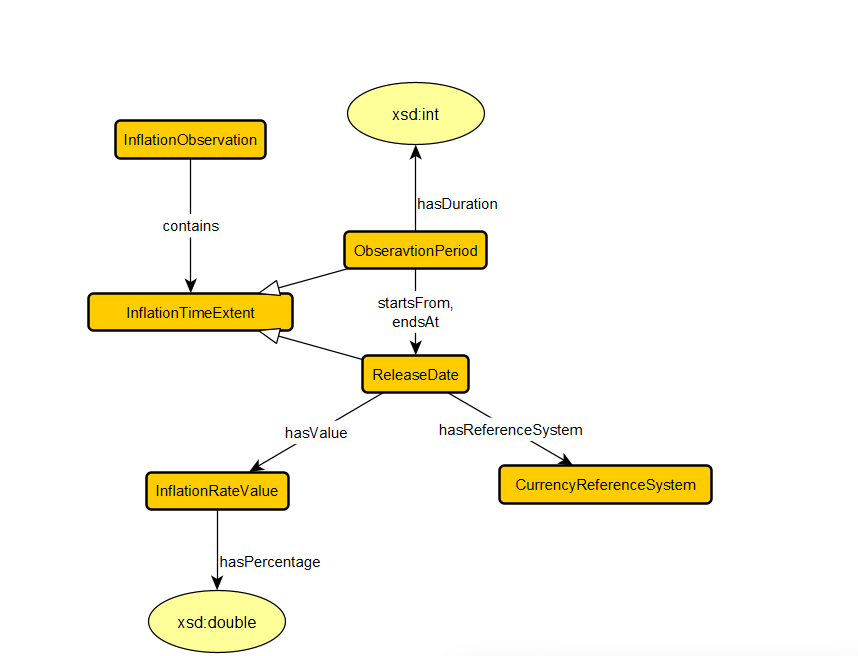 xsd:int
InflationObservation
hasDuration
contains
ObseravtionPeriod
startsFrom,
endsAt
InflationTimeExtent
ReleaseDate
hasValue
hasReferenceSystem
InflationRateValue
CurrencyReferenceSystem
hasPercentage
xsd:double